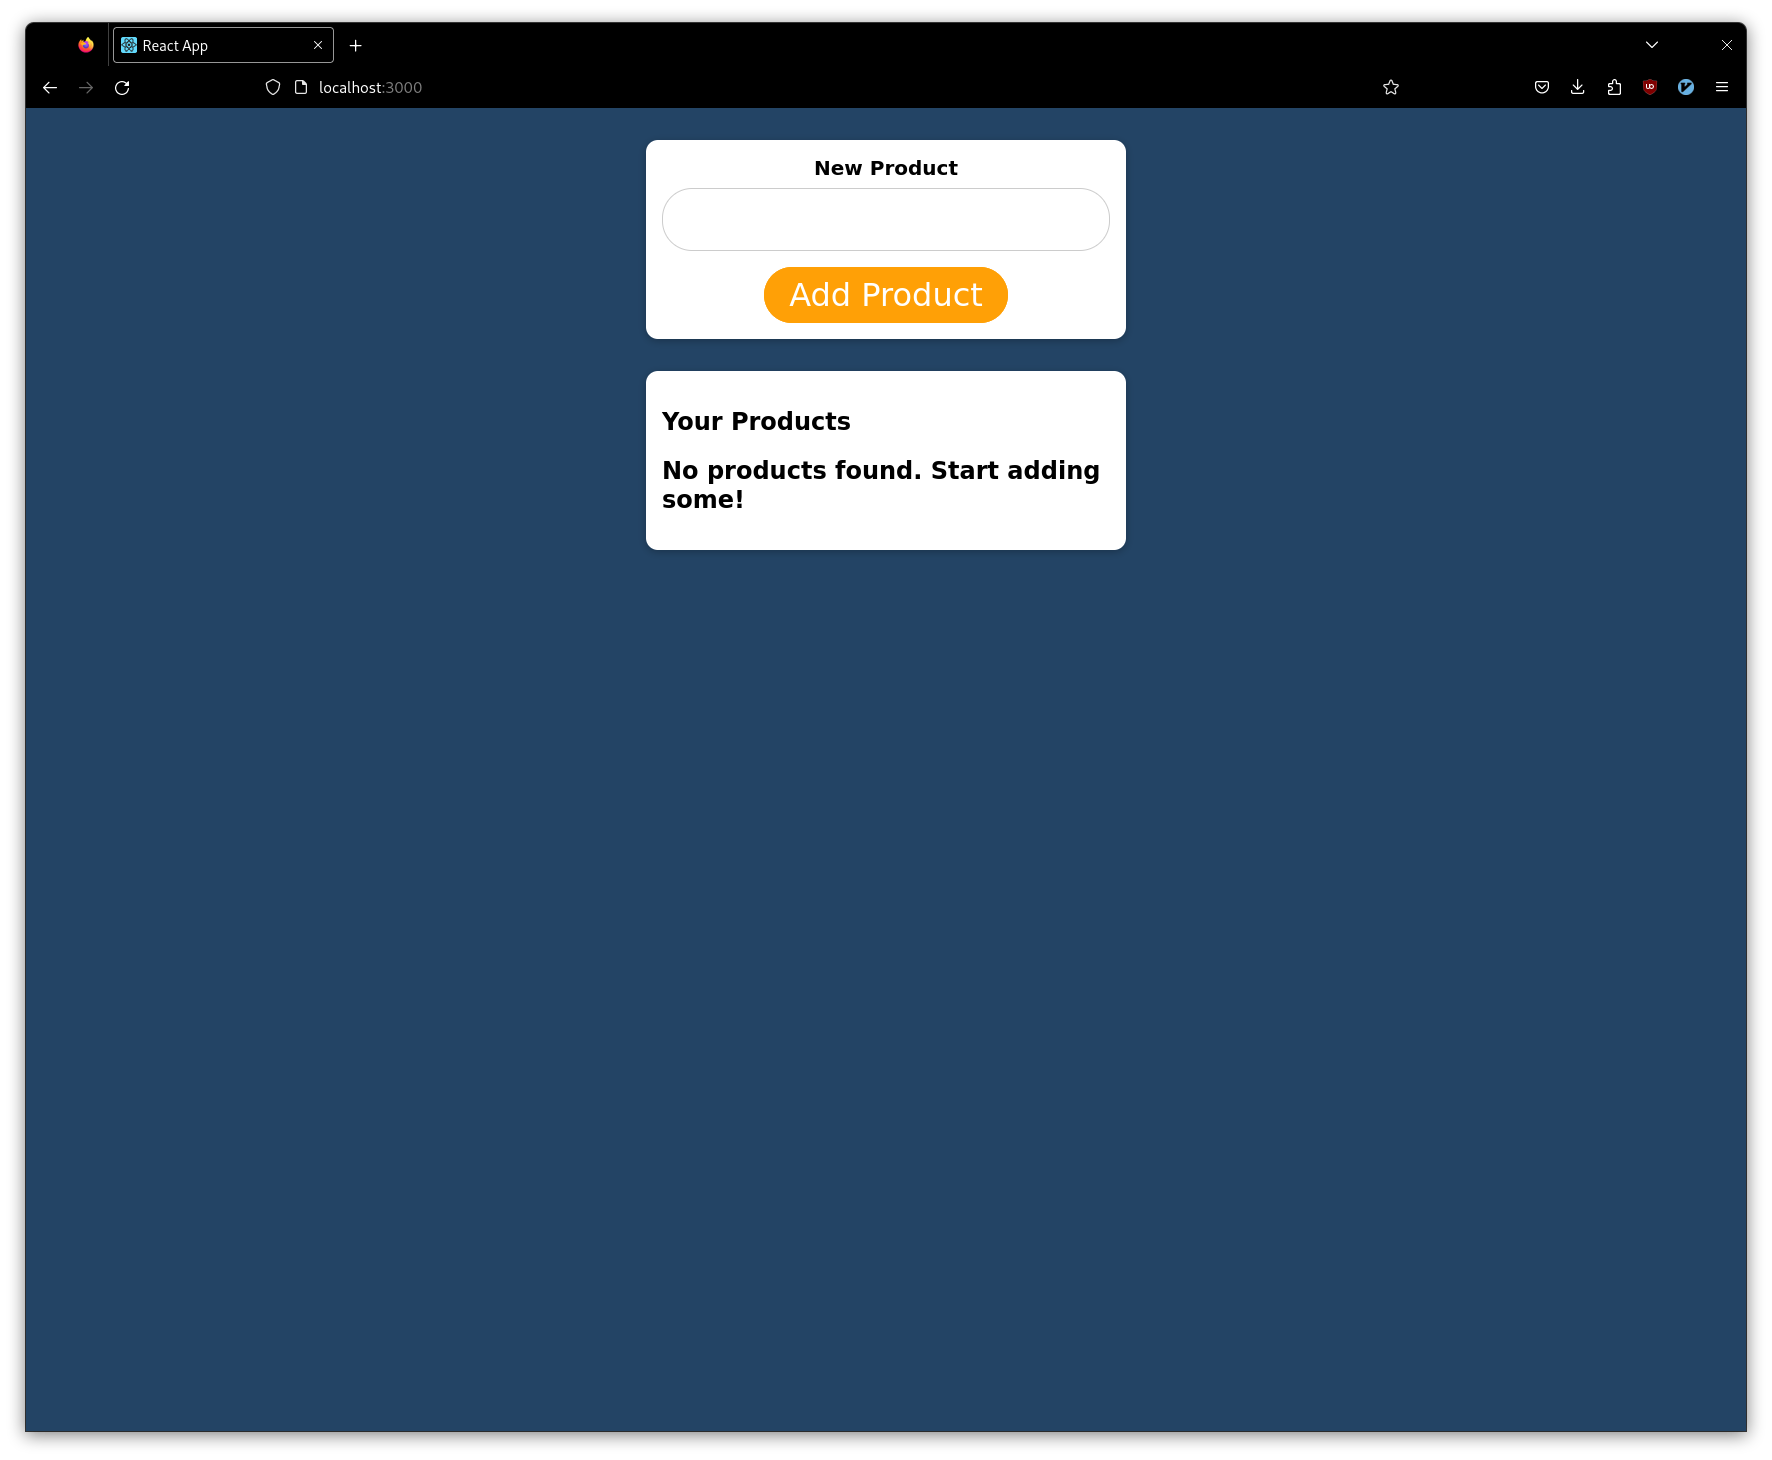 React App
localhost:3000
New Product
Add Product
Your Products
No products found. Start adding
some!